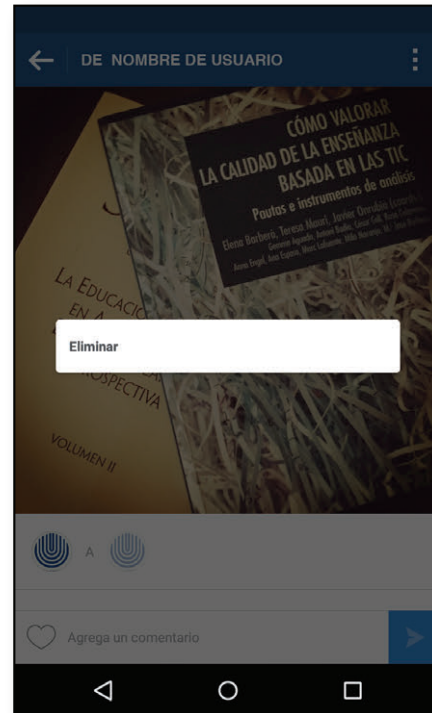 DE NOMBRE DE USUARIO
CÓMO VALORAR
LA CALIDAD DE LA ENSEÑANZA
BASADA EN LAS TIC
Pautas e instrumentos de análisis
Elena Barberà, Teresa Mauri, Javier Onrubia (coords.)
LA EDUCACIÓ
EN A
Eliminar
ROSPECTIVA
VOLUMEN II
A
Agrega un comentario